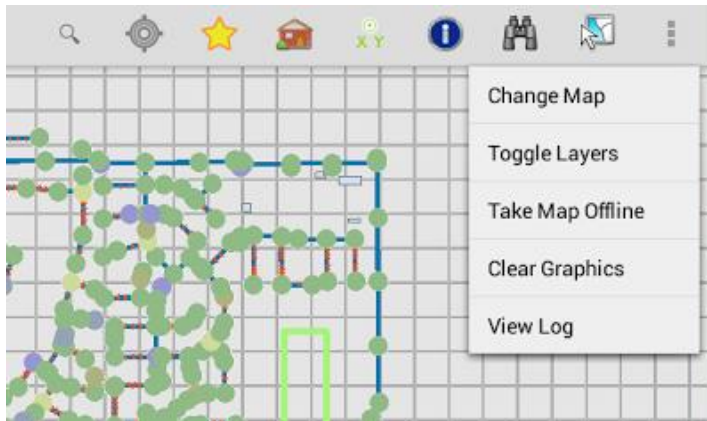 X Y
i
Change Map
Toggle Layers
Take Map Offline
Clear Graphics
View Log